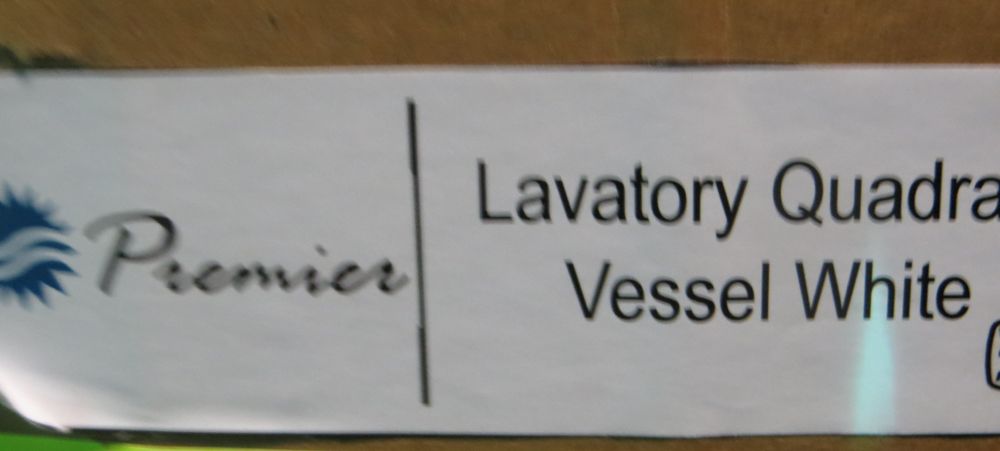 Premier
Lavatory Quadra
Vessel White